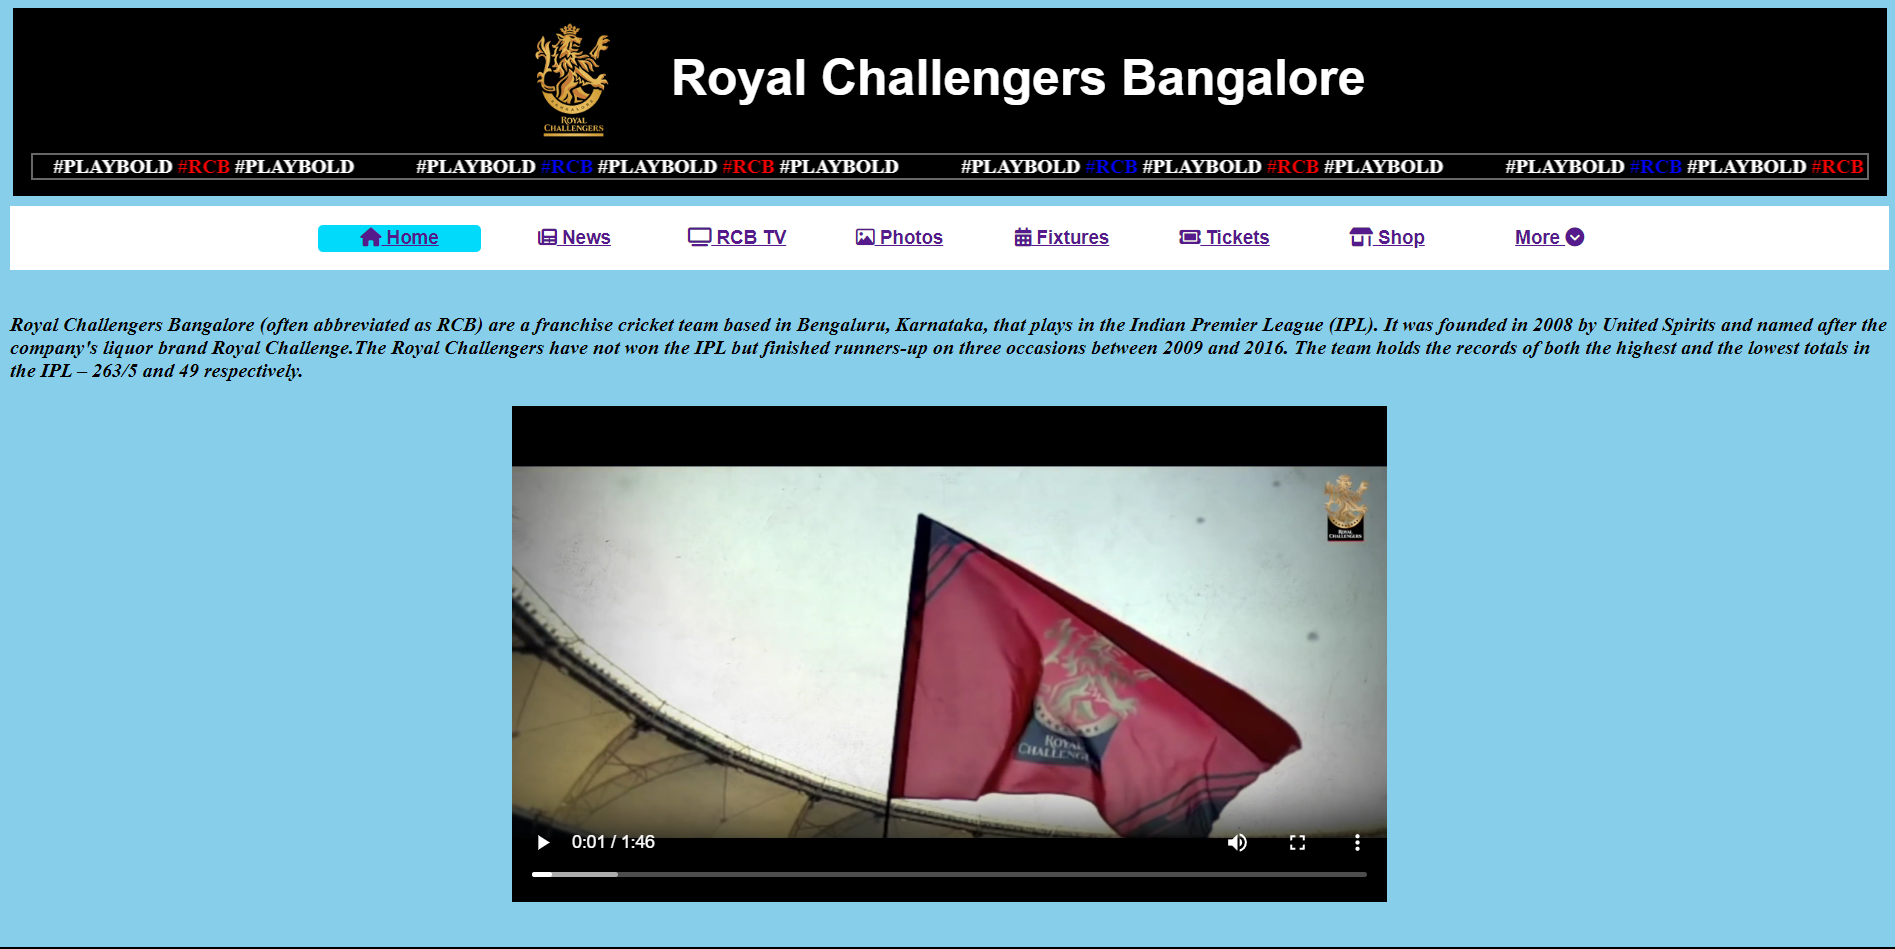 ROYAL
CHALLENGERS
Royal Challengers Bangalore
#PLAYBOLD #RCB #PLAYBOLD #PLAYBOLD #RCB #PLAYBOLD #RCB #PLAYBOLD #PLAYBOLD #RCB #PLAYBOLD #RCB #PLAYBOLD #PLAYBOLD #RCB #PLAYBOLD #RCB
Home News RCB TV Photos Fixtures Tickets Shop More
Royal Challengers Bangalore (often abbreviated as RCB) are a franchise cricket team based in Bengaluru, Karnataka, that plays in the Indian Premier League (IPL). It was founded in 2008 by United Spirits and named after the
company's liquor brand Royal Challenge.The Royal Challengers have not won the IPL but finished runners-up on three occasions between 2009 and 2016. The team holds the records of both the highest and the lowest totals in
the IPL – 263/5 and 49 respectively.
ROYAL
CHALLENGERS
ROYAL
CHALLENG
0:01 / 1:46